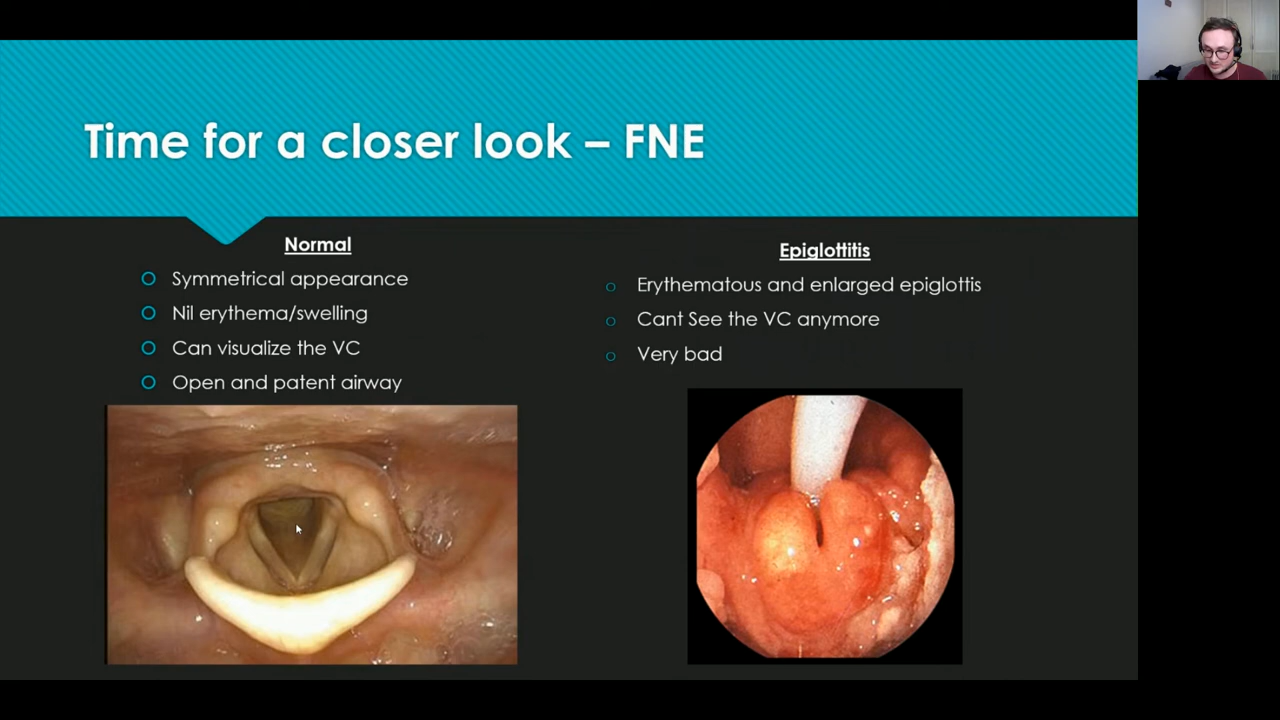 Time for a closer look – FNE
Normal
Symmetrical appearance
Nil erythema/swelling
Can visualize the VC
Open and patent airway
Epiglottitis
Erythematous and enlarged epiglottis
Cant See the VC anymore
Very bad